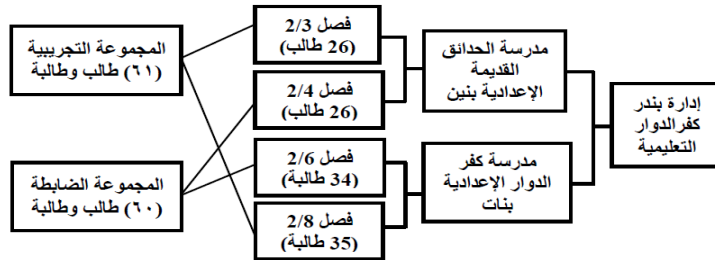 إدارة بندر
كفرالدوار
التعليمية
مدرسة الحدائق
القديمة
الإعدادية بنين
مدرسة كفر
الدوار الإعدادية
بنات
فصل 2/3
(26 طالب)
فصل 2/4
(26 طالب)
فصل 2/6
(34 طالبة)
فصل 2/8
(35 طالبة)
المجموعة التجريبية
(٦١) طالب وطالبة
المجموعة الضابطة
(٦٠) طالب وطالبة